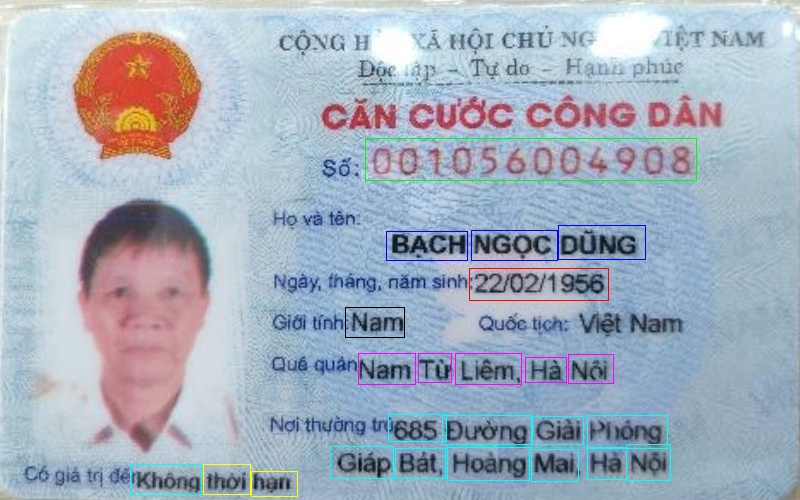 CỘNG HÒA XÃ HỘI CHỦ NGHĨA VIỆT NAM
Độc lập - Tự do - Hạnh phúc
CĂN CƯỚC CÔNG DÂN
Số: 001056004908
Họ và tên:
BẠCH NGỌC DŨNG
Ngày, tháng, năm sinh: 22/02/1956
Giới tính: Nam Quốc tịch: Việt Nam
Quê quán: Nam Từ Liêm, Hà Nội
Nơi thường trú: 685 Đường Giải Phóng
Giáp Bát, Hoàng Mai, Hà Nội
Có giá trị đến: Không thời hạn